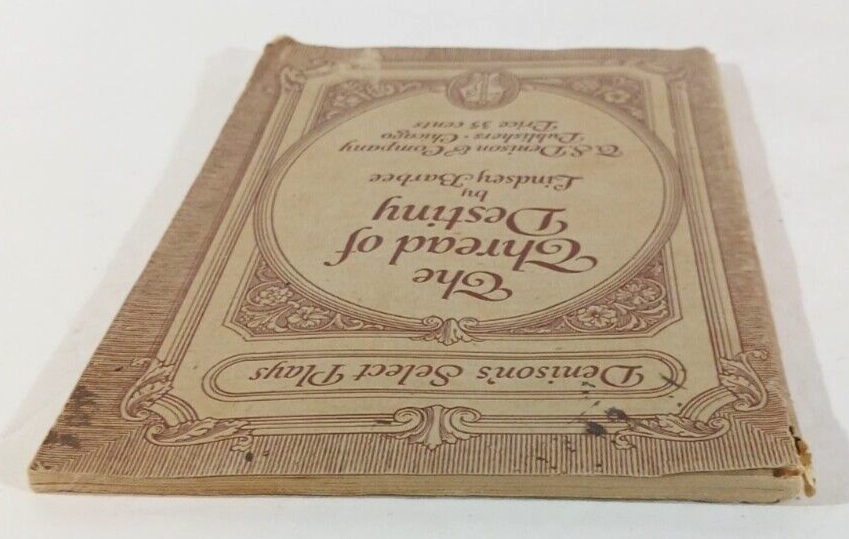 Denison's Select Plays
The
Thread of
Destiny
by
Lindsey Barbee
T.S. Denison & Company
Publishers - Chicago
Price 35 cents